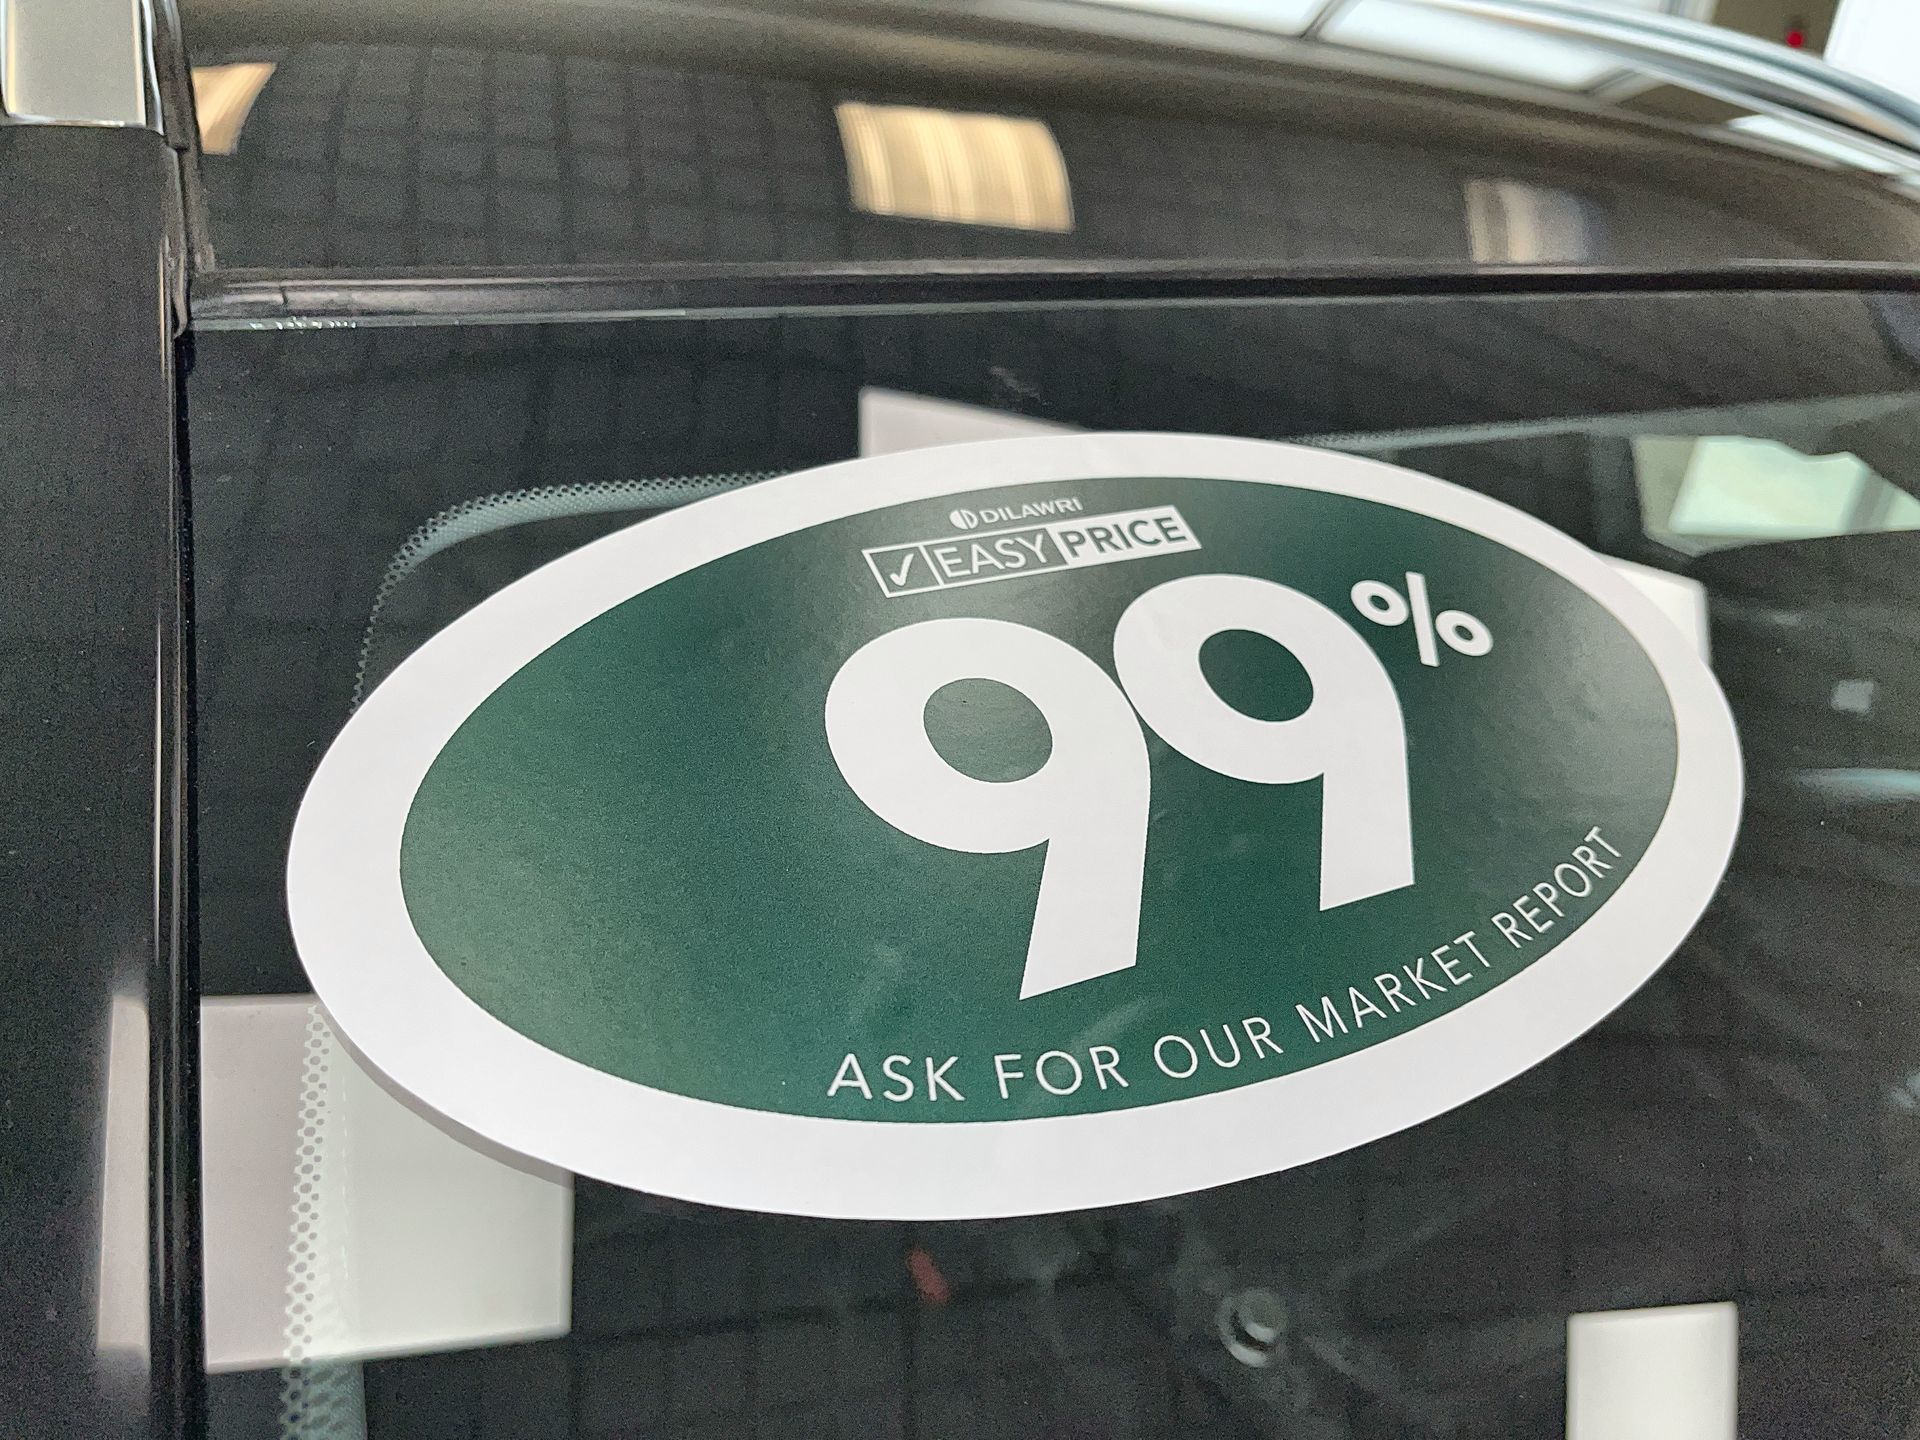 DILAWRI
✓ EASY PRICE
99%
ASK FOR OUR MARKET REPORT